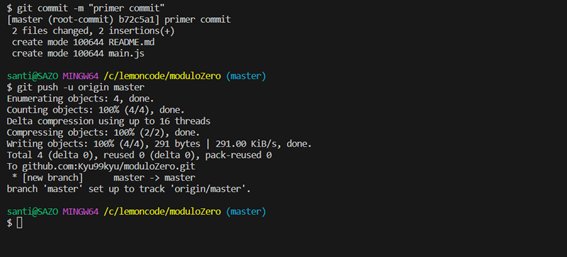 $ git commit -m "primer commit"
[master (root-commit) b72c5a1] primer commit
 2 files changed, 2 insertions(+)
 create mode 100644 README.md
 create mode 100644 main.js

santi@SAZO MINGW64 /c/lemoncode/moduloZero (master)
$ git push -u origin master
Enumerating objects: 4, done.
Counting objects: 100% (4/4), done.
Delta compression using up to 16 threads
Compressing objects: 100% (2/2), done.
Writing objects: 100% (4/4), 291 bytes | 291.00 KiB/s, done.
Total 4 (delta 0), reused 0 (delta 0), pack-reused 0
To github.com:Kyu99kyu/moduloZero.git
 * [new branch]      master -> master
branch 'master' set up to track 'origin/master'.

santi@SAZO MINGW64 /c/lemoncode/moduloZero (master)
$